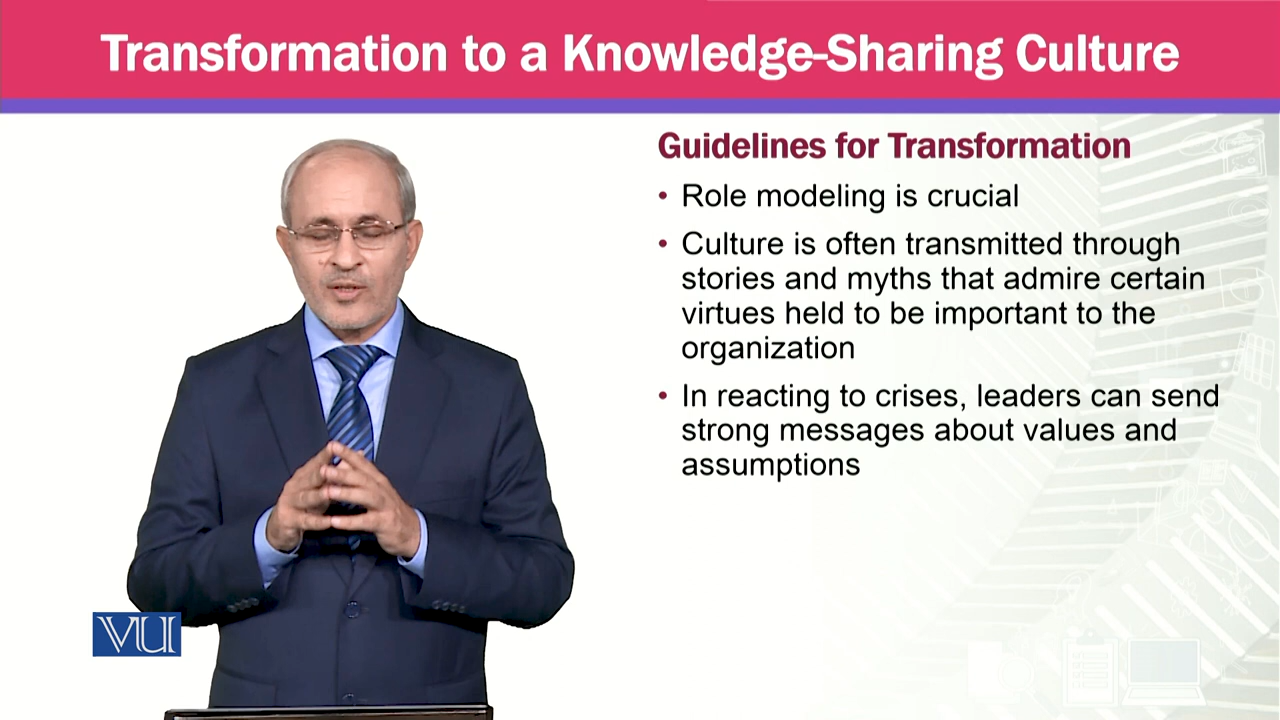 Transformation to a Knowledge-Sharing Culture
Guidelines for Transformation
• Role modeling is crucial
• Culture is often transmitted through
stories and myths that admire certain
virtues held to be important to the
organization
• In reacting to crises, leaders can send
strong messages about values and
assumptions
VU